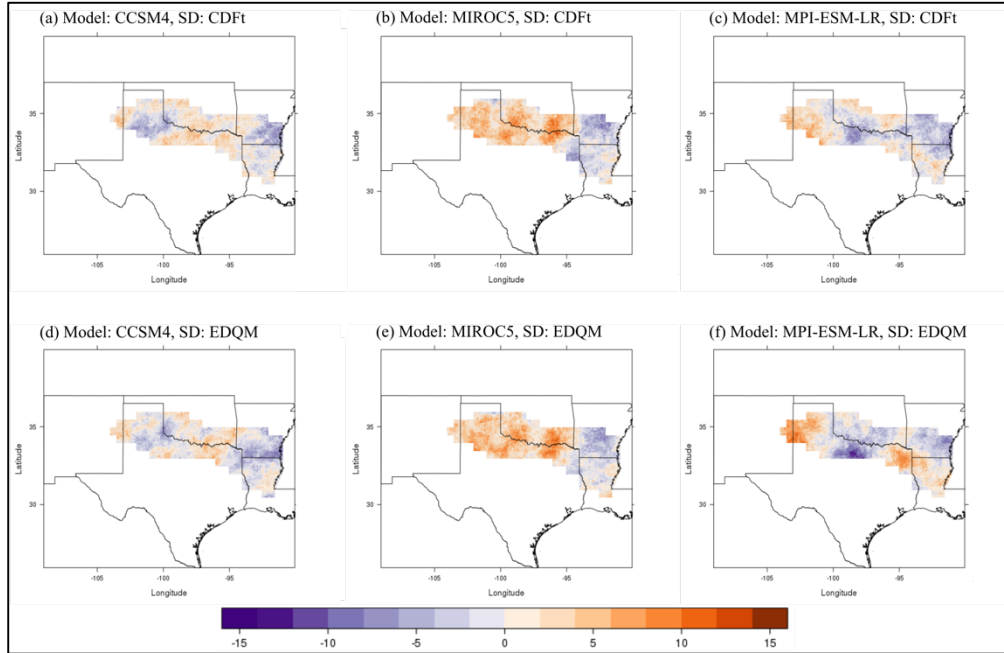 (a) Model: CCSM4, SD: CDFt
(b) Model: MIROC5, SD: CDFt
(c) Model: MPI-ESM-LR, SD: CDFt
Latitude
35
30
-105
-100
-95
Longitude
Latitude
35
30
-105
-100
-95
Longitude
Latitude
35
30
-105
-100
-95
Longitude
(d) Model: CCSM4, SD: EDQM
(e) Model: MIROC5, SD: EDQM
(f) Model: MPI-ESM-LR, SD: EDQM
Latitude
35
30
-105
-100
-95
Longitude
Latitude
35
30
-105
-100
-95
Longitude
Latitude
35
30
-105
-100
-95
Longitude
-15
-10
-5
0
5
10
15